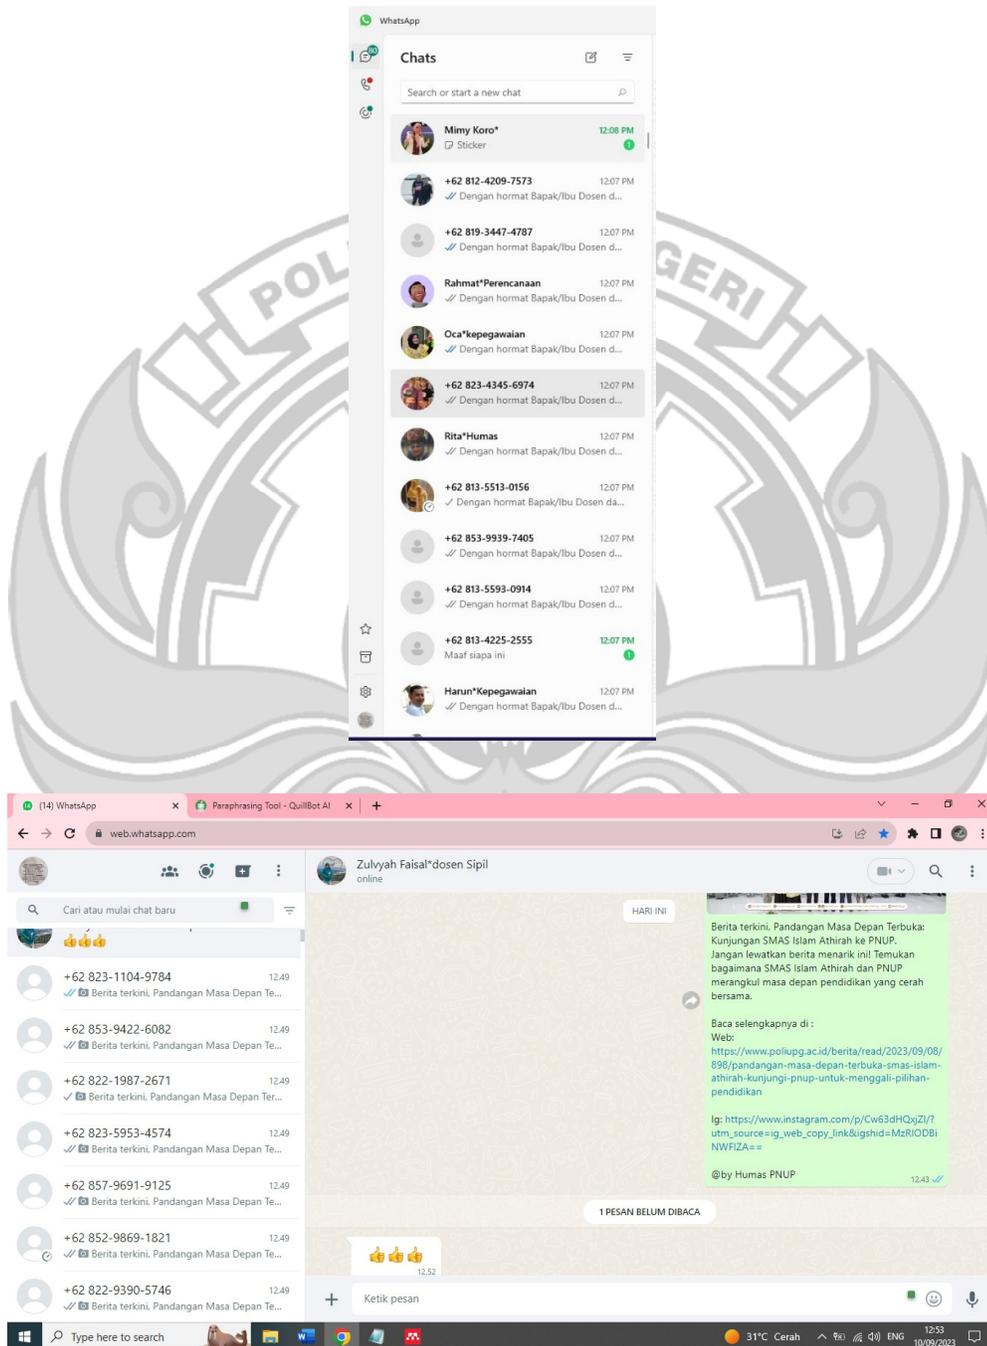 WhatsApp
90
Chats
Search or start a new chat
Mimy Koro* 12:08 PM
Sticker 1
+62 812-4209-7573 12:07 PM
Dengan hormat Bapak/Ibu Dosen d...
+62 819-3447-4787 12:07 PM
Dengan hormat Bapak/Ibu Dosen d...
Rahmat*Perencanaan 12:07 PM
Dengan hormat Bapak/Ibu Dosen d...
Oca*kepegawaian 12:07 PM
Dengan hormat Bapak/Ibu Dosen d...
+62 823-4345-6974 12:07 PM
Dengan hormat Bapak/Ibu Dosen d...
Rita*Humas 12:07 PM
Dengan hormat Bapak/Ibu Dosen d...
+62 813-5513-0156 12:07 PM
Dengan hormat Bapak/Ibu Dosen da...
+62 853-9939-7405 12:07 PM
Dengan hormat Bapak/Ibu Dosen d...
+62 813-5593-0914 12:07 PM
Dengan hormat Bapak/Ibu Dosen d...
+62 813-4225-2555 12:07 PM
Maaf siapa ini 1
Harun*Kepegawaian 12:07 PM
Dengan hormat Bapak/Ibu Dosen d...
POL
GERI
(14) WhatsApp Paraphrasing Tool - QuillBot AI
web.whatsapp.com
Zulvyah Faisal*dosen Sipil
online
Cari atau mulai chat baru
👍👍👍
+62 823-1104-9784 12.49
Berita terkini, Pandangan Masa Depan Te...
+62 853-9422-6082 12.49
Berita terkini, Pandangan Masa Depan Te...
+62 822-1987-2671 12.49
Berita terkini, Pandangan Masa Depan Ter...
+62 823-5953-4574 12.49
Berita terkini, Pandangan Masa Depan Te...
+62 857-9691-9125 12.49
Berita terkini, Pandangan Masa Depan Te...
+62 852-9869-1821 12.49
Berita terkini, Pandangan Masa Depan Te...
+62 822-9390-5746 12.49
Berita terkini, Pandangan Masa Depan Te...
HARI INI
Berita terkini, Pandangan Masa Depan Terbuka:
Kunjungan SMAS Islam Athirah ke PNUP.
Jangan lewatkan berita menarik ini! Temukan
bagaimana SMAS Islam Athirah dan PNUP
merangkul masa depan pendidikan yang cerah
bersama.
Baca selengkapnya di :
Web:
https://www.poliupg.ac.id/berita/read/2023/09/08/
898/pandangan-masa-depan-terbuka-smas-islam-
athirah-kunjungi-pnup-untuk-menggali-pilihan-
pendidikan
Ig: https://www.instagram.com/p/Cw63dHQxjZl/?
utm_source=ig_web_copy_link&igshid=MzRlODBi
NWFlZA==
@by Humas PNUP 12.43
1 PESAN BELUM DIBACA
👍👍👍
12.52
Ketik pesan
Type here to search
31°C Cerah
ENG
12:53
10/09/2023